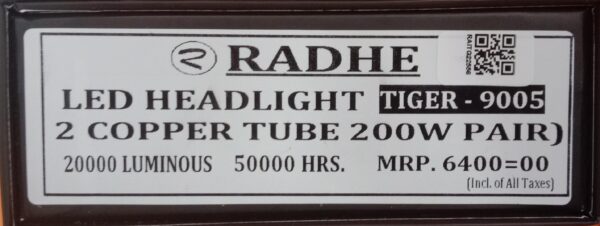 RADHE
LED HEADLIGHT TIGER - 9005
2 COPPER TUBE 200W PAIR)
20000 LUMINOUS 50000 HRS. MRP. 6400=00
(Incl. of All Taxes)